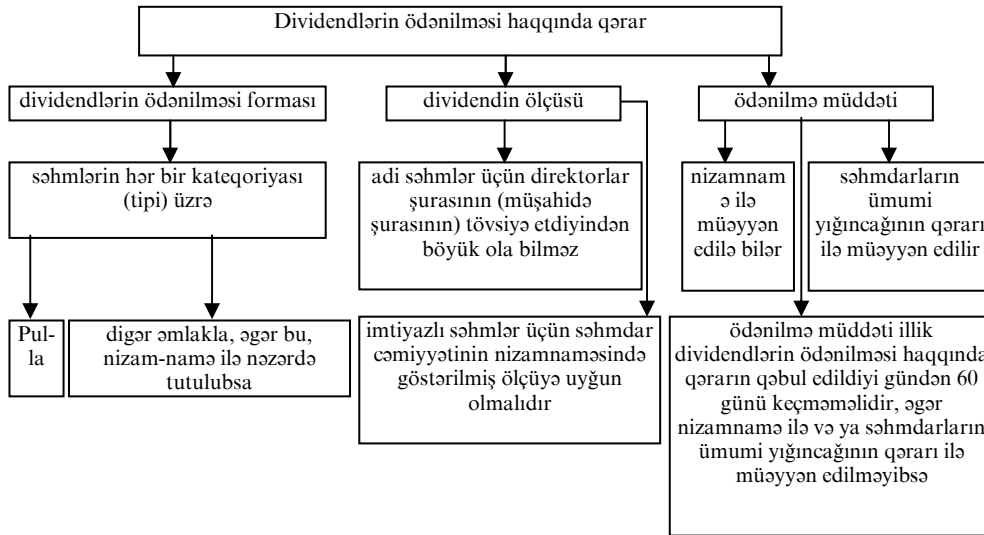 Dividendlərin ödənilməsi haqqında qərar
dividendlərin ödənilməsi forması
dividendin ölçüsü
ödənilmə müddəti
səhmlərin hər bir kateqoriyası
(tipi) üzrə
adi səhmlər üçün direktorlar
şurasının (müşahidə
şurasının) tövsiyə etdiyindən
böyük ola bilməz
nizamnam
ə ilə
müəyyən
edilə bilər
səhmdarların
ümumi
yığıncağının qərarı
ilə müəyyən edilir
Pul-
la
digər əmlakla, əgər bu,
nizam-namə ilə nəzərdə
tutulubsa
imtiyazlı səhmlər üçün səhmdar
cəmiyyətinin nizamnaməsində
göstərilmiş ölçüyə uyğun
olmalıdır
ödənilmə müddəti illik
dividendlərin ödənilməsi haqqında
qərarın qəbul edildiyi gündən 60
günü keçməməlidir, əgər
nizamnamə ilə və ya səhmdarların
ümumi yığıncağının qərarı ilə
müəyyən edilməyibsə